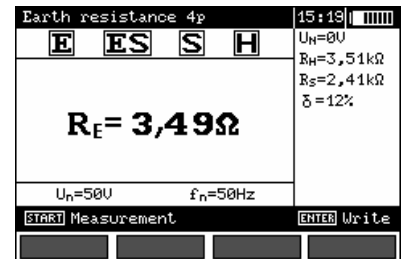 Earth resistance 4p 15:19
E ES S H
UN=0V
RH=3,51kΩ
RS=2,41kΩ
δ=12%
RE= 3,49Ω
Un=50V fn=50Hz
START Measurement ENTER Write